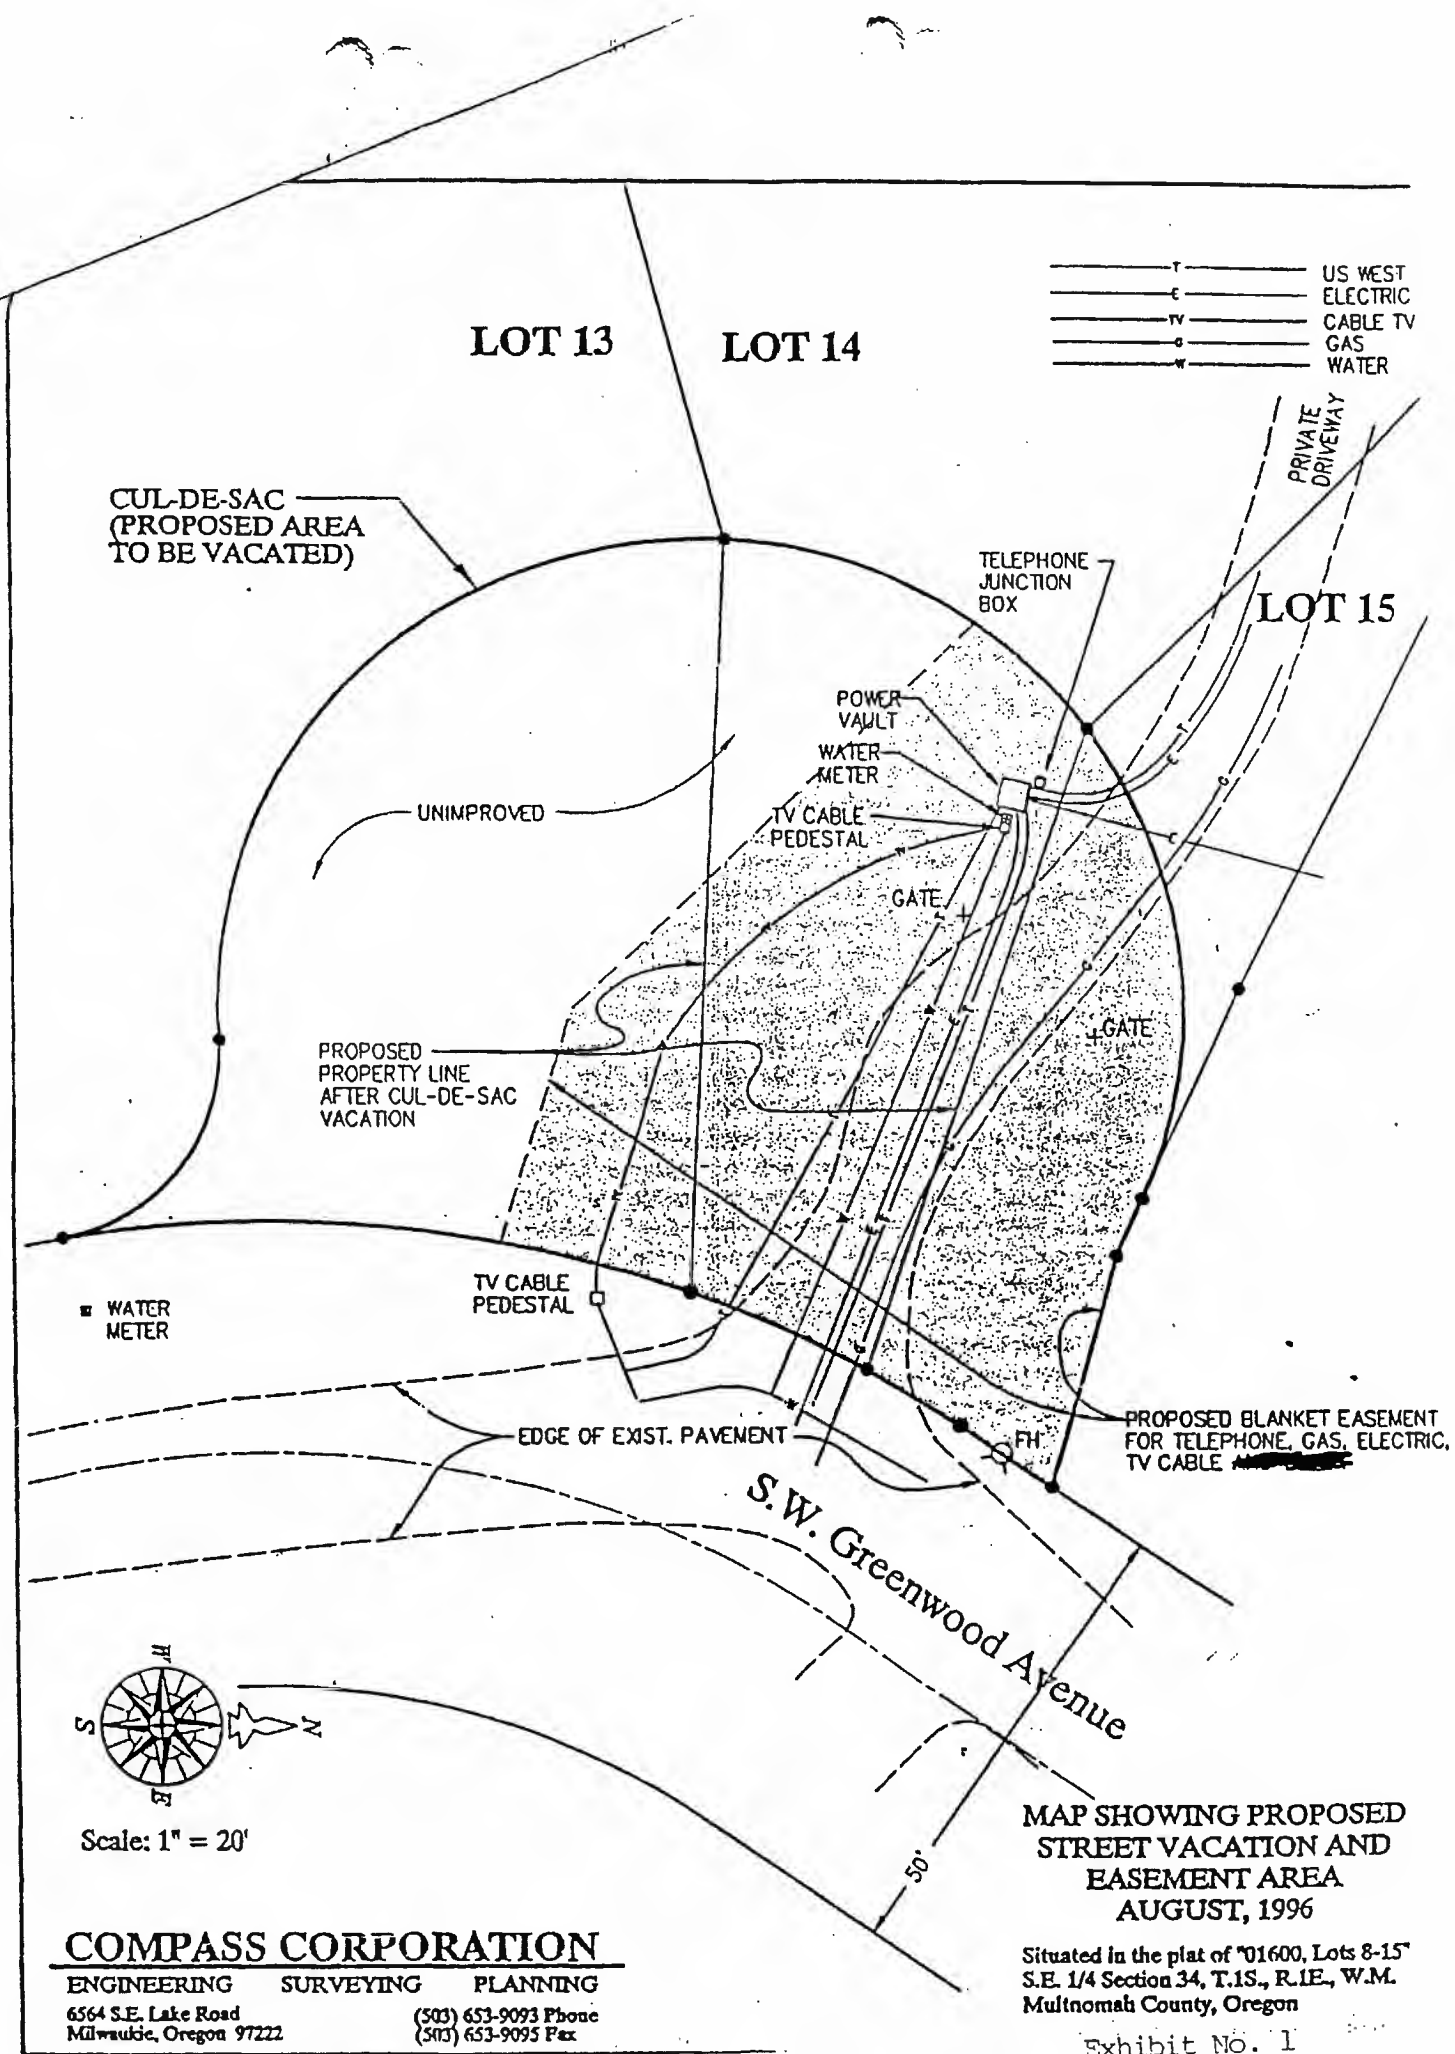 LOT 13
LOT 14
T US WEST
E ELECTRIC
TV CABLE TV
G GAS
W WATER
PRIVATE
DRIVEWAY
CUL-DE-SAC
(PROPOSED AREA
TO BE VACATED)
TELEPHONE
JUNCTION
BOX
LOT 15
POWER
VAULT
WATER
METER
TV CABLE
PEDESTAL
UNIMPROVED
GATE
GATE
PROPOSED
PROPERTY LINE
AFTER CUL-DE-SAC
VACATION
TV CABLE
PEDESTAL
WATER
METER
EDGE OF EXIST. PAVEMENT
FH
PROPOSED BLANKET EASEMENT
FOR TELEPHONE, GAS, ELECTRIC,
TV CABLE
S.W. Greenwood Avenue
50'
W
S
N
E
Scale: 1" = 20'
MAP SHOWING PROPOSED
STREET VACATION AND
EASEMENT AREA
AUGUST, 1996
Situated in the plat of "01600, Lots 8-15"
S.E. 1/4 Section 34, T.1S., R.1E., W.M.
Multnomah County, Oregon
COMPASS CORPORATION
ENGINEERING SURVEYING PLANNING
6564 S.E. Lake Road (503) 653-9093 Phone
Milwaukie, Oregon 97222 (503) 653-9095 Fax
Exhibit No. 1